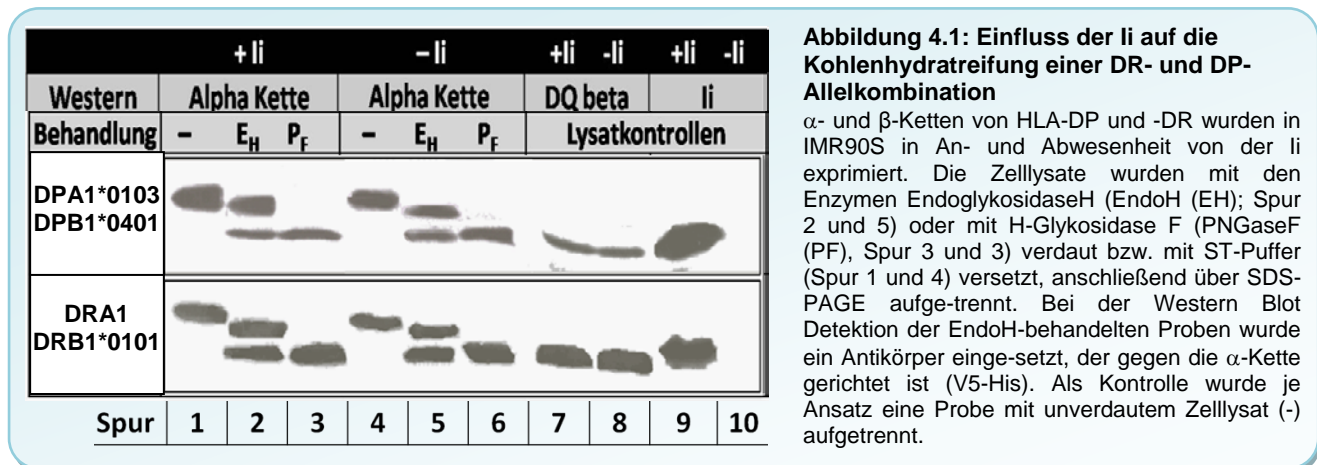 + Ii – Ii +Ii -Ii +Ii -Ii
Western Alpha Kette Alpha Kette DQ beta Ii
Behandlung – EH PF – EH PF Lysatkontrollen
DPA1*0103
DPB1*0401
DRA1
DRB1*0101
Spur 1 2 3 4 5 6 7 8 9 10
Abbildung 4.1: Einfluss der Ii auf die
Kohlenhydratreifung einer DR- und DP-
Allelkombination
α- und β-Ketten von HLA-DP und -DR wurden in
IMR90S in An- und Abwesenheit von der Ii
exprimiert. Die Zelllysate wurden mit den
Enzymen EndoglykosidaseH (EndoH (EH); Spur
2 und 5) oder mit H-Glykosidase F (PNGaseF
(PF), Spur 3 und 3) verdaut bzw. mit ST-Puffer
(Spur 1 und 4) versetzt, anschließend über SDS-
PAGE aufge-trennt. Bei der Western Blot
Detektion der EndoH-behandelten Proben wurde
ein Antikörper einge-setzt, der gegen die α-Kette
gerichtet ist (V5-His). Als Kontrolle wurde je
Ansatz eine Probe mit unverdautem Zelllysat (-)
aufgetrennt.